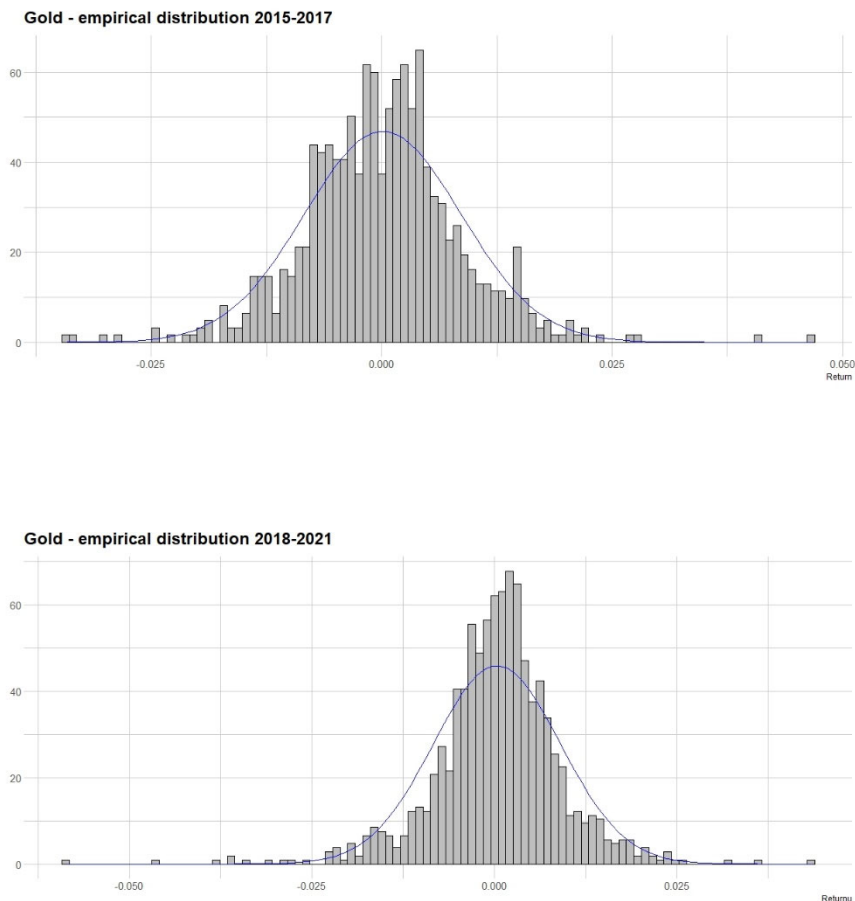 Gold - empirical distribution 2015-2017
60
40
20
0
-0.025 0.000 0.025 0.050
Return
Gold - empirical distribution 2018-2021
60
40
20
0
-0.050 -0.025 0.000 0.025
Returnu